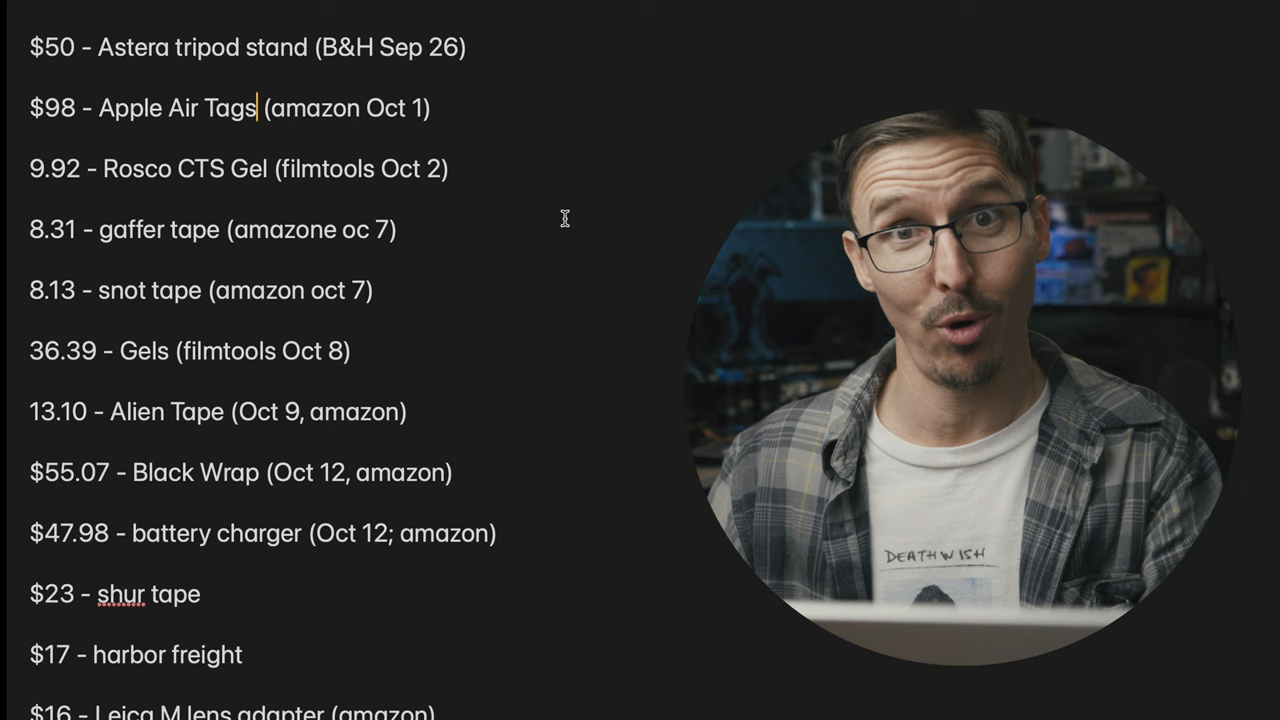 $50 - Astera tripod stand (B&H Sep 26)
$98 - Apple Air Tags (amazon Oct 1)
9.92 - Rosco CTS Gel (filmtools Oct 2)
8.31 - gaffer tape (amazone oc 7)
8.13 - snot tape (amazon oct 7)
36.39 - Gels (filmtools Oct 8)
13.10 - Alien Tape (Oct 9, amazon)
$55.07 - Black Wrap (Oct 12, amazon)
$47.98 - battery charger (Oct 12; amazon)
$23 - shur tape
$17 - harbor freight
$16 - Leica M lens adapter (amazon)
DEATHWISH